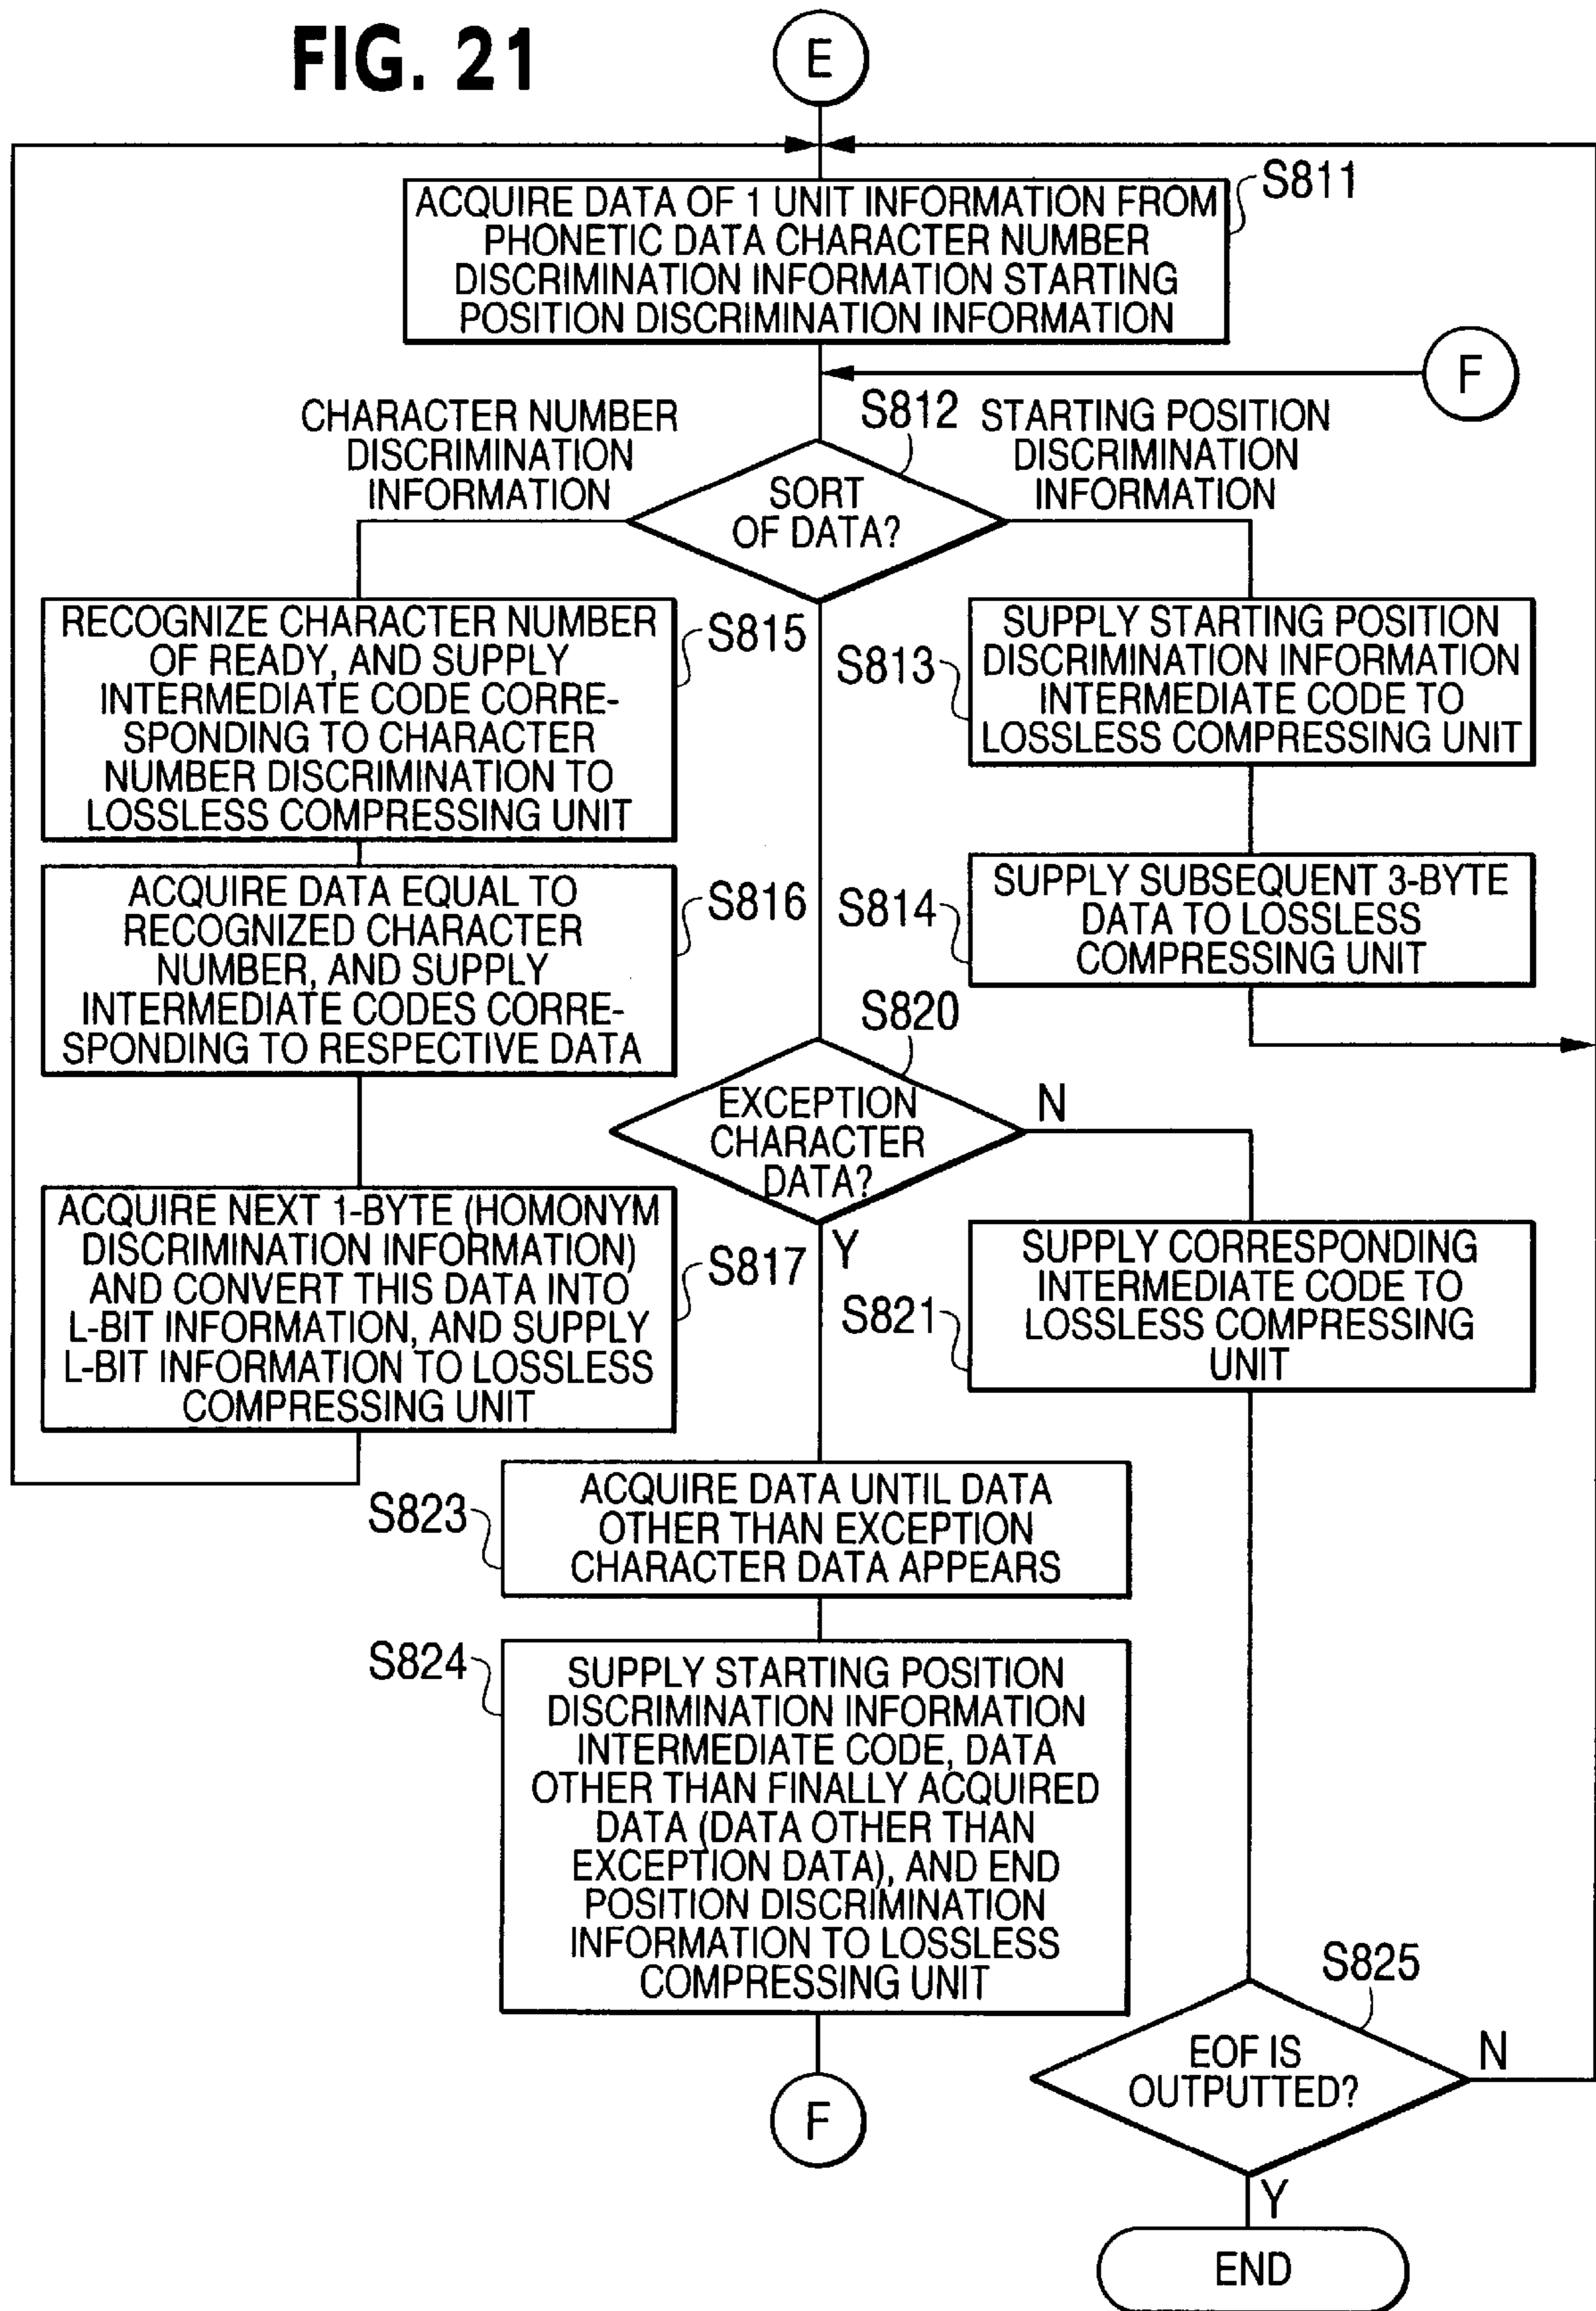 FIG. 21
E
ACQUIRE DATA OF 1 UNIT INFORMATION FROM
PHONETIC DATA CHARACTER NUMBER
DISCRIMINATION INFORMATION STARTING
POSITION DISCRIMINATION INFORMATION
S811
F
CHARACTER NUMBER
DISCRIMINATION
INFORMATION
S812
STARTING POSITION
DISCRIMINATION
INFORMATION
SORT
OF DATA?
RECOGNIZE CHARACTER NUMBER
OF READY, AND SUPPLY
INTERMEDIATE CODE CORRE-
SPONDING TO CHARACTER
NUMBER DISCRIMINATION TO
LOSSLESS COMPRESSING UNIT
S815
S813
SUPPLY STARTING POSITION
DISCRIMINATION INFORMATION
INTERMEDIATE CODE TO
LOSSLESS COMPRESSING UNIT
ACQUIRE DATA EQUAL TO
RECOGNIZED CHARACTER
NUMBER, AND SUPPLY
INTERMEDIATE CODES CORRE-
SPONDING TO RESPECTIVE DATA
S816
S814
SUPPLY SUBSEQUENT 3-BYTE
DATA TO LOSSLESS
COMPRESSING UNIT
S820
EXCEPTION
CHARACTER
DATA?
N
Y
ACQUIRE NEXT 1-BYTE (HOMONYM
DISCRIMINATION INFORMATION)
AND CONVERT THIS DATA INTO
L-BIT INFORMATION, AND SUPPLY
L-BIT INFORMATION TO LOSSLESS
COMPRESSING UNIT
S817
S821
SUPPLY CORRESPONDING
INTERMEDIATE CODE TO
LOSSLESS COMPRESSING
UNIT
S823
ACQUIRE DATA UNTIL DATA
OTHER THAN EXCEPTION
CHARACTER DATA APPEARS
S824
SUPPLY STARTING POSITION
DISCRIMINATION INFORMATION
INTERMEDIATE CODE, DATA
OTHER THAN FINALLY ACQUIRED
DATA (DATA OTHER THAN
EXCEPTION DATA), AND END
POSITION DISCRIMINATION
INFORMATION TO LOSSLESS
COMPRESSING UNIT
F
S825
EOF IS
OUTPUTTED?
N
Y
END